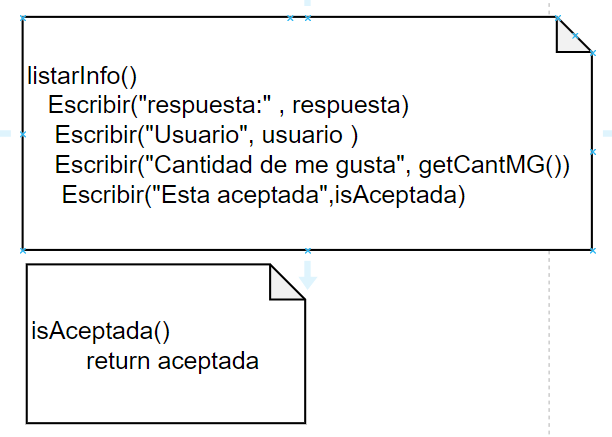 listarInfo()
Escribir("respuesta:" , respuesta)
Escribir("Usuario", usuario )
Escribir("Cantidad de me gusta", getCantMG())
Escribir("Esta aceptada",isAceptada)
isAceptada()
return aceptada